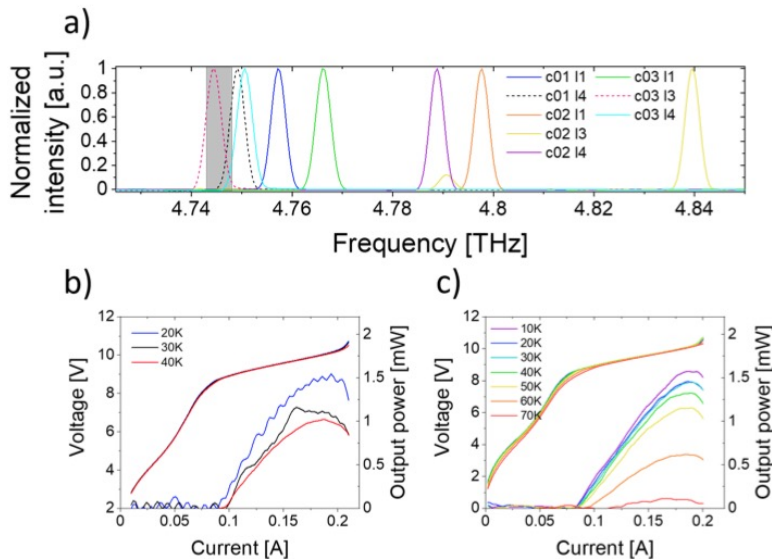 a)
Normalized
intensity [a.u.]
1
0.8
0.6
0.4
0.2
0
c01 l1
c01 l4
c02 l1
c02 l3
c02 l4
c03 l1
c03 l3
c03 l4
4.74 4.76 4.78 4.8 4.82 4.84
Frequency [THz]
b)
Voltage [V]
12
10
8
6
4
2
20K
30K
40K
2
1.5
1
0.5
0
Output power [mW]
0 0.05 0.1 0.15 0.2
Current [A]
c)
Voltage [V]
12
10
8
6
4
2
0
10K
20K
30K
40K
50K
60K
70K
2
1.5
1
0.5
0
Output power [mW]
0 0.05 0.1 0.15 0.2
Current [A]